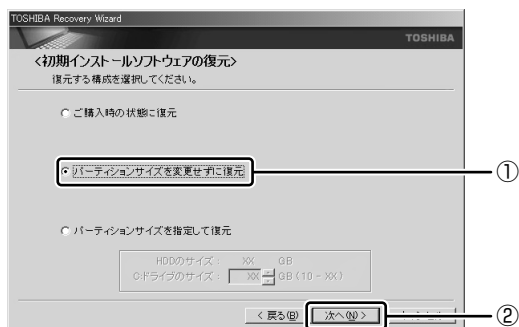 TOSHIBA Recovery Wizard
TOSHIBA
<初期インストールソフトウェアの復元>
復元する構成を選択してください。
ご購入時の状態に復元
パーティションサイズを変更せずに復元
①
パーティションサイズを指定して復元
HDDのサイズ: XX GB
C:ドライブのサイズ: XX GB (10 - XX)
< 戻る(B) 次へ(N) >
②